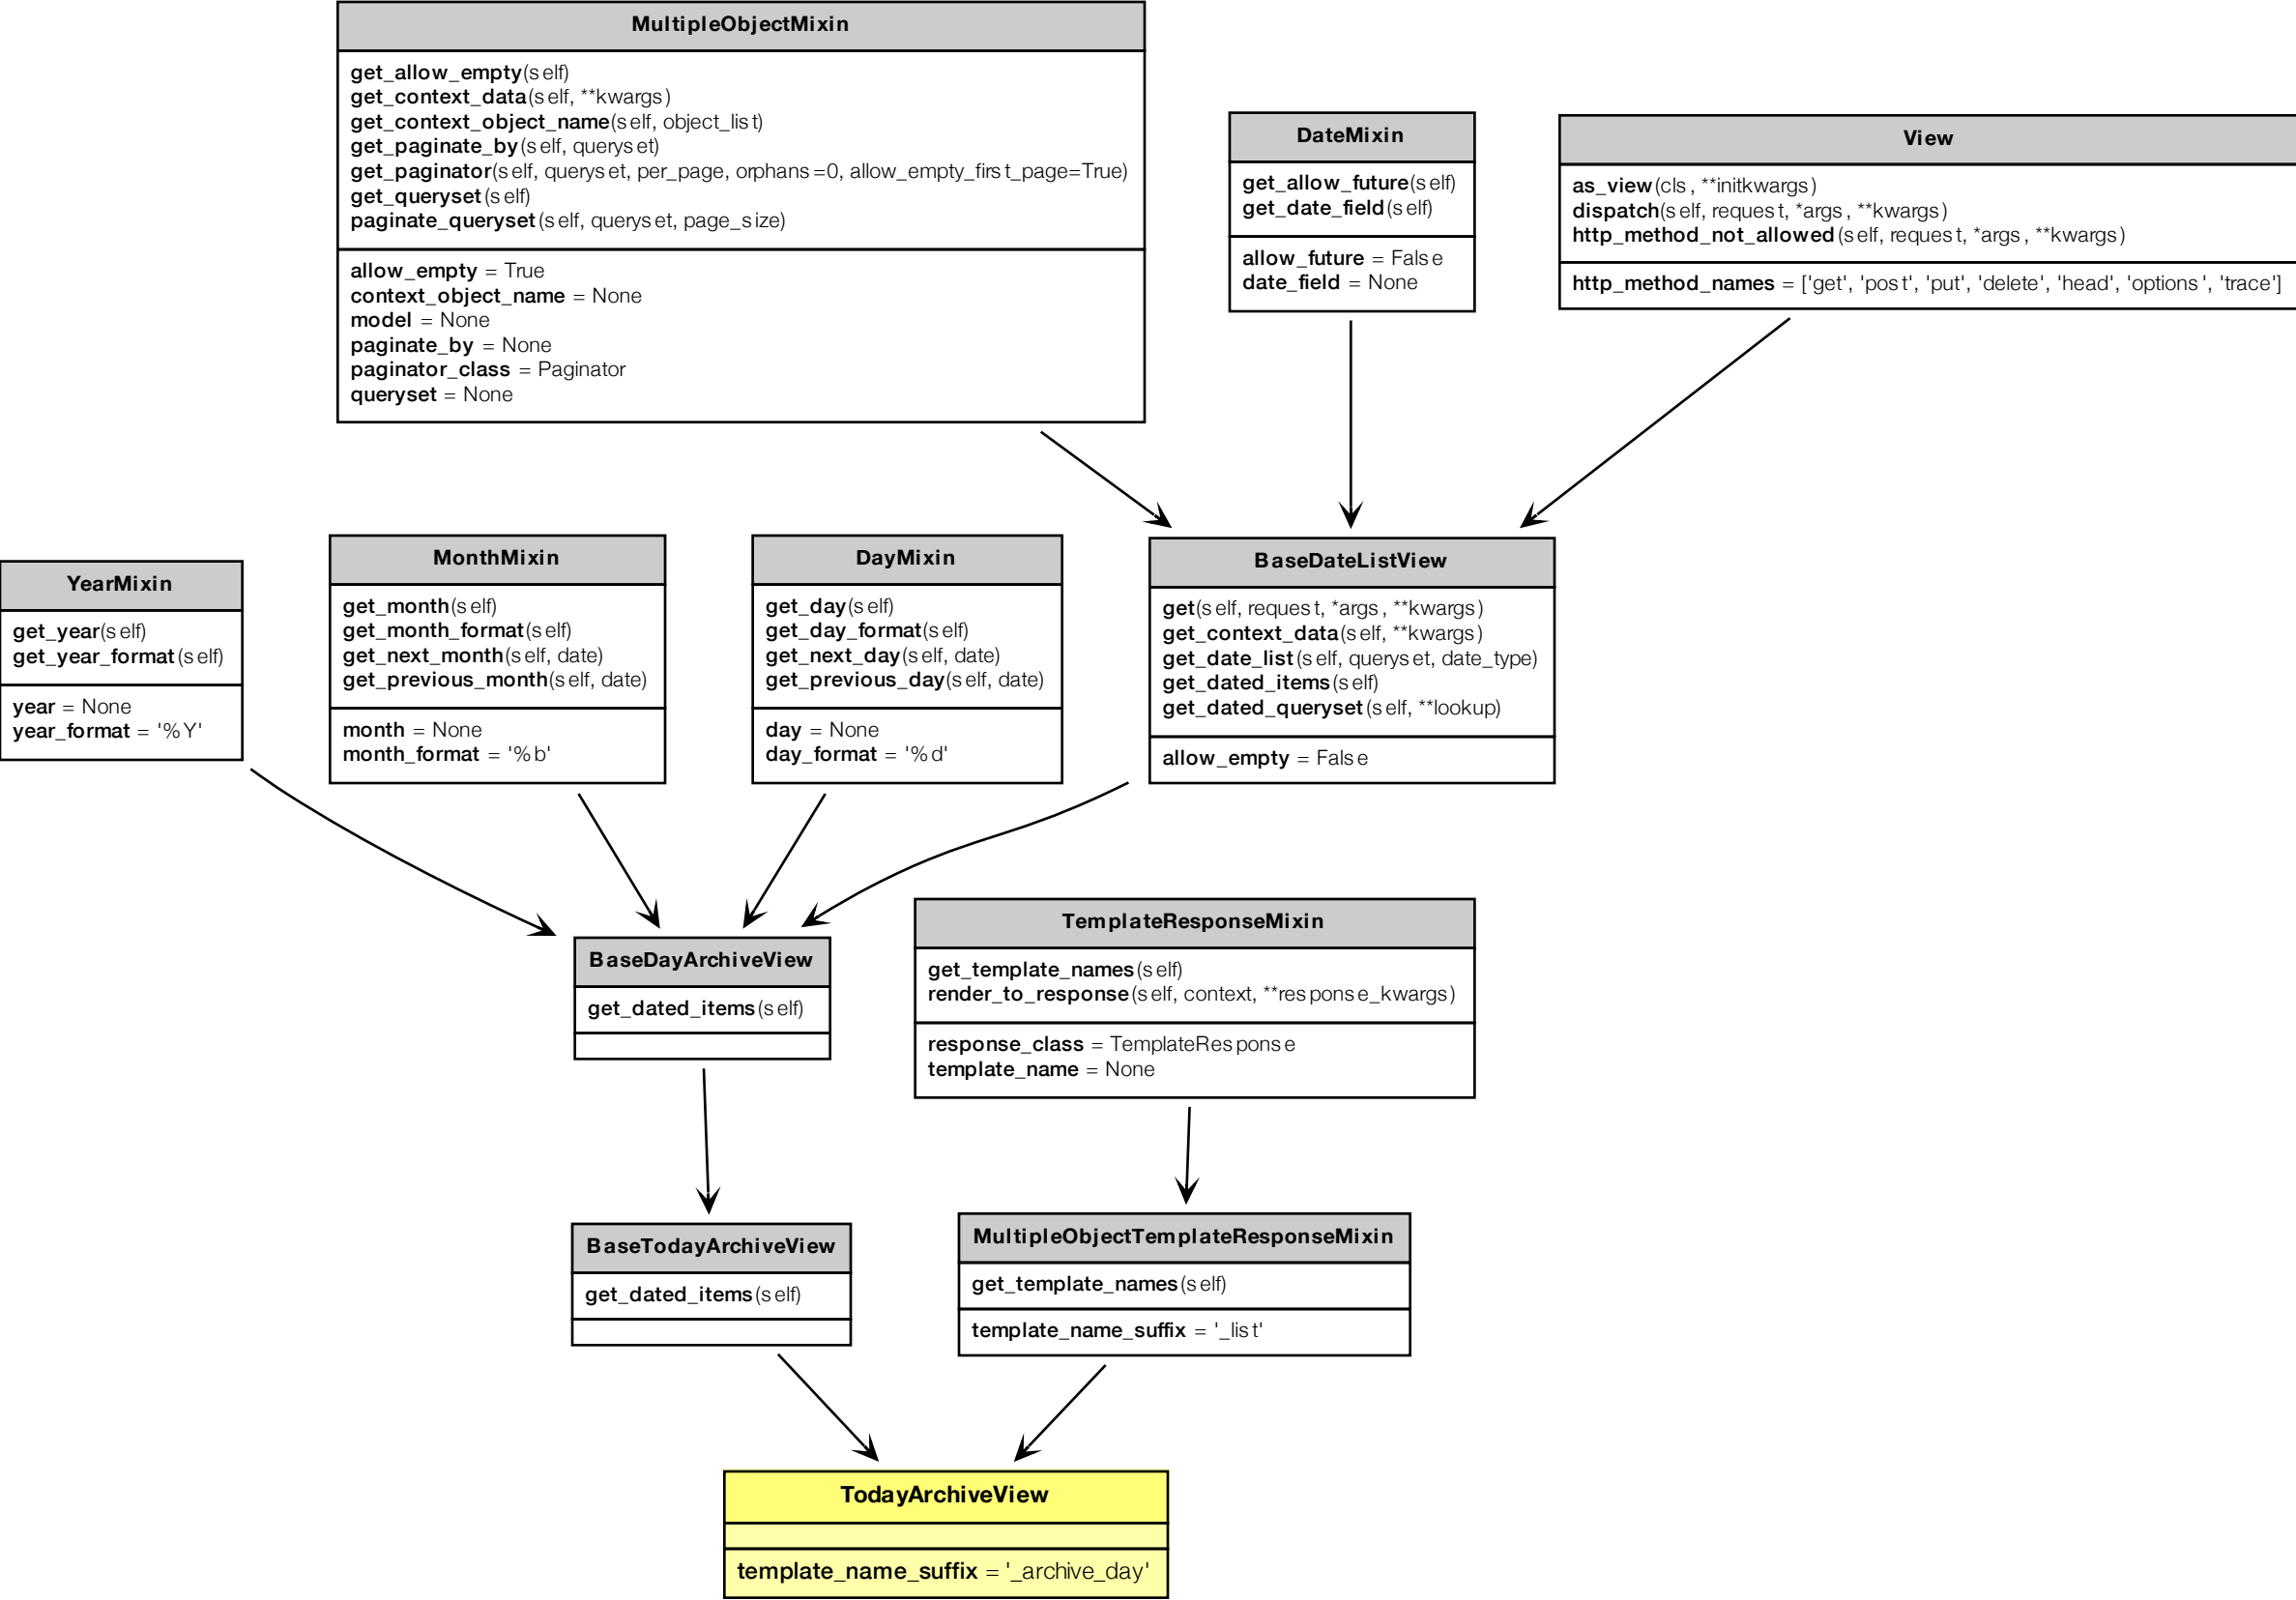 MultipleObjectMixin
get_allow_empty(self)
get_context_data(self, **kwargs)
get_context_object_name(self, object_list)
get_paginate_by(self, queryset)
get_paginator(self, queryset, per_page, orphans=0, allow_empty_first_page=True)
get_queryset(self)
paginate_queryset(self, queryset, page_size)
allow_empty = True
context_object_name = None
model = None
paginate_by = None
paginator_class = Paginator
queryset = None
DateMixin
get_allow_future(self)
get_date_field(self)
allow_future = False
date_field = None
View
as_view(cls, **initkwargs)
dispatch(self, request, *args, **kwargs)
http_method_not_allowed(self, request, *args, **kwargs)
http_method_names = ['get', 'post', 'put', 'delete', 'head', 'options', 'trace']
YearMixin
get_year(self)
get_year_format(self)
year = None
year_format = '%Y'
MonthMixin
get_month(self)
get_month_format(self)
get_next_month(self, date)
get_previous_month(self, date)
month = None
month_format = '%b'
DayMixin
get_day(self)
get_day_format(self)
get_next_day(self, date)
get_previous_day(self, date)
day = None
day_format = '%d'
BaseDateListView
get(self, request, *args, **kwargs)
get_context_data(self, **kwargs)
get_date_list(self, queryset, date_type)
get_dated_items(self)
get_dated_queryset(self, **lookup)
allow_empty = False
BaseDayArchiveView
get_dated_items(self)
TemplateResponseMixin
get_template_names(self)
render_to_response(self, context, **response_kwargs)
response_class = TemplateResponse
template_name = None
BaseTodayArchiveView
get_dated_items(self)
MultipleObjectTemplateResponseMixin
get_template_names(self)
template_name_suffix = '_list'
TodayArchiveView
template_name_suffix = '_archive_day'